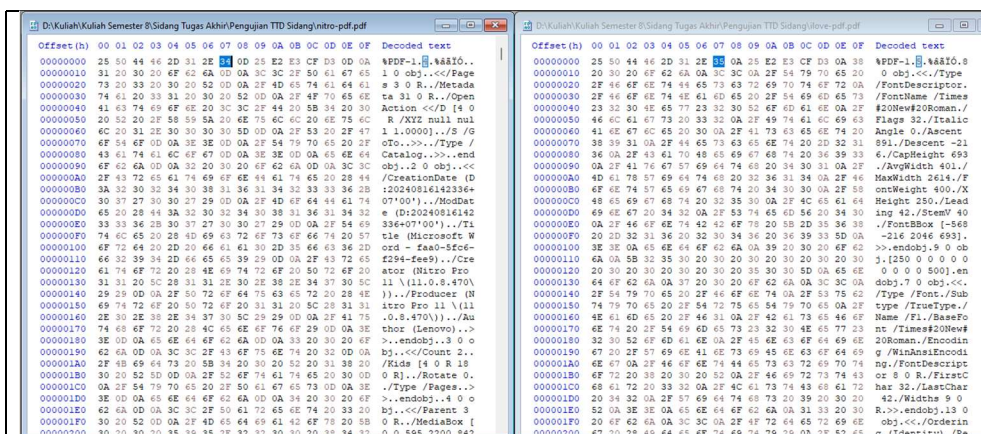 D:\Kuliah\Kuliah Semester 8\Sidang Tugas Akhir\Pengujian TTD Sidang\nitro-pdf.pdf
Offset(h) 00 01 02 03 04 05 06 07 08 09 0A 0B 0C 0D 0E 0F Decoded text
00000000 25 50 44 46 2D 31 2E 34 0D 25 E2 E3 CF D3 0D 0A %PDF-1.4.%âãÏÓ..
00000010 31 20 30 20 6F 62 6A 0D 0A 3C 3C 2F 50 61 67 65 1 0 obj..<</Page
00000020 73 20 33 20 30 20 52 0D 0A 2F 4D 65 74 61 64 61 s 3 0 R../Metada
00000030 74 61 20 33 31 20 30 20 52 0D 0A 2F 4F 70 65 6E ta 31 0 R../Open
00000040 41 63 74 69 6F 6E 20 3C 3C 2F 44 20 5B 34 20 30 Action <</D [4 0
00000050 20 52 20 2F 58 59 5A 20 6E 75 6C 6C 20 6E 75 6C R /XYZ null nul
00000060 6C 20 31 2E 30 30 30 30 5D 0D 0A 2F 53 20 2F 47 l 1.0000]../S /G
00000070 6F 54 6F 0D 0A 3E 3E 0D 0A 2F 54 79 70 65 20 2F oTo..>>../Type /
00000080 43 61 74 61 6C 6F 67 0D 0A 3E 3E 0D 0A 65 6E 64 Catalog..>>..end
00000090 6F 62 6A 0D 0A 32 20 30 20 6F 62 6A 0D 0A 3C 3C obj..2 0 obj..<<
000000A0 2F 43 72 65 61 74 69 6F 6E 44 61 74 65 20 28 44 /CreationDate (D
000000B0 3A 32 30 32 34 30 38 31 36 31 34 32 33 33 36 2B :20240816142336+
000000C0 30 37 27 30 30 27 29 0D 0A 2F 4D 6F 64 44 61 74 07'00')../ModDat
000000D0 65 20 28 44 3A 32 30 32 34 30 38 31 36 31 34 32 e (D:20240816142
000000E0 33 33 36 2B 30 37 27 30 30 27 29 0D 0A 2F 54 69 336+07'00')../Ti
000000F0 74 6C 65 20 28 4D 69 63 72 6F 73 6F 66 74 20 57 tle (Microsoft W
00000100 6F 72 64 20 2D 20 66 61 61 30 2D 35 66 63 36 2D ord - faa0-5fc6-
00000110 66 32 39 34 2D 66 65 65 39 29 0D 0A 2F 43 72 65 f294-fee9)../Cre
00000120 61 74 6F 72 20 28 4E 69 74 72 6F 20 50 72 6F 20 ator (Nitro Pro
00000130 31 31 20 5C 28 31 31 2E 30 2E 38 2E 34 37 30 5C 11 \(11.0.8.470\
00000140 29 29 0D 0A 2F 50 72 6F 64 75 63 65 72 20 28 4E ))../Producer (N
00000150 69 74 72 6F 20 50 72 6F 20 31 31 20 5C 28 31 31 itro Pro 11 \(11
00000160 2E 30 2E 38 2E 34 37 30 5C 29 29 0D 0A 2F 41 75 .0.8.470\))../Au
00000170 74 68 6F 72 20 28 4C 65 6E 6F 76 6F 29 0D 0A 3E thor (Lenovo)..>
00000180 3E 0D 0A 65 6E 64 6F 62 6A 0D 0A 33 20 30 20 6F >..endobj..3 0 o
00000190 62 6A 0D 0A 3C 3C 2F 43 6F 75 6E 74 20 32 0D 0A bj..<</Count 2..
000001A0 2F 4B 69 64 73 20 5B 34 20 30 20 52 20 31 38 20 /Kids [4 0 R 18
000001B0 30 20 52 5D 0D 0A 2F 52 6F 74 61 74 65 20 30 0D 0 R]../Rotate 0.
000001C0 0A 2F 54 79 70 65 20 2F 50 61 67 65 73 0D 0A 3E ./Type /Pages..>
000001D0 3E 0D 0A 65 6E 64 6F 62 6A 0D 0A 34 20 30 20 6F >..endobj..4 0 o
000001E0 62 6A 0D 0A 3C 3C 2F 50 61 72 65 6E 74 20 33 20 bj..<</Parent 3
000001F0 30 20 52 0D 0A 2F 4D 65 64 69 61 42 6F 78 20 5B 0 R../MediaBox [
D:\Kuliah\Kuliah Semester 8\Sidang Tugas Akhir\Pengujian TTD Sidang\ilove-pdf.pdf
Offset(h) 00 01 02 03 04 05 06 07 08 09 0A 0B 0C 0D 0E 0F Decoded text
00000000 25 50 44 46 2D 31 2E 35 0A 25 E2 E3 CF D3 0A 38 %PDF-1.5.%âãÏÓ.8
00000010 20 30 20 6F 62 6A 0A 3C 3C 0A 2F 54 79 70 65 20 0 obj.<<./Type
00000020 2F 46 6F 6E 74 44 65 73 63 72 69 70 74 6F 72 0A /FontDescriptor.
00000030 2F 46 6F 6E 74 4E 61 6D 65 20 2F 54 69 6D 65 73 /FontName /Times
00000040 23 32 30 4E 65 77 23 32 30 52 6F 6D 61 6E 0A 2F #20New#20Roman./
00000050 46 6C 61 67 73 20 33 32 0A 2F 49 74 61 6C 69 63 Flags 32./Italic
00000060 41 6E 67 6C 65 20 30 0A 2F 41 73 63 65 6E 74 20 Angle 0./Ascent
00000070 38 39 31 0A 2F 44 65 73 63 65 6E 74 20 2D 32 31 891./Descent -21
00000080 36 0A 2F 43 61 70 48 65 69 67 68 74 20 36 39 33 6./CapHeight 693
00000090 0A 2F 41 76 67 57 69 64 74 68 20 34 30 31 0A 2F ./AvgWidth 401./
000000A0 4D 61 78 57 69 64 74 68 20 32 36 31 34 0A 2F 46 MaxWidth 2614./F
000000B0 6F 6E 74 57 65 69 67 68 74 20 34 30 30 0A 2F 58 ontWeight 400./X
000000C0 48 65 69 67 68 74 20 32 35 30 0A 2F 4C 65 61 64 Height 250./Lead
000000D0 69 6E 67 20 34 32 0A 2F 53 74 65 6D 56 20 34 30 ing 42./StemV 40
000000E0 0A 2F 46 6F 6E 74 42 42 6F 78 20 5B 2D 35 36 38 ./FontBBox [-568
000000F0 20 2D 32 31 36 20 32 30 34 36 20 36 39 33 5D 0A -216 2046 693].
00000100 3E 3E 0A 65 6E 64 6F 62 6A 0A 39 20 30 20 6F 62 >>.endobj.9 0 ob
00000110 6A 0A 5B 32 35 30 20 30 20 30 20 30 20 30 20 30 j.[250 0 0 0 0 0
00000120 20 30 20 30 20 30 20 30 20 35 30 30 5D 0A 65 6E 0 0 0 0 500].en
00000130 64 6F 62 6A 0A 37 20 30 20 6F 62 6A 0A 3C 3C 0A dobj.7 0 obj.<<.
00000140 2F 54 79 70 65 20 2F 46 6F 6E 74 0A 2F 53 75 62 /Type /Font./Sub
00000150 74 79 70 65 20 2F 54 72 75 65 54 79 70 65 0A 2F type /TrueType./
00000160 4E 61 6D 65 20 2F 46 31 0A 2F 42 61 73 65 46 6F Name /F1./BaseFo
00000170 6E 74 20 2F 54 69 6D 65 73 23 32 30 4E 65 77 23 nt /Times#20New#
00000180 32 30 52 6F 6D 61 6E 0A 2F 45 6E 63 6F 64 69 6E 20Roman./Encodin
00000190 67 20 2F 57 69 6E 41 6E 73 69 45 6E 63 6F 64 69 g /WinAnsiEncodi
000001A0 6E 67 0A 2F 46 6F 6E 74 44 65 73 63 72 69 70 74 ng./FontDescript
000001B0 6F 72 20 38 20 30 20 52 0A 2F 46 69 72 73 74 43 or 8 0 R./FirstC
000001C0 68 61 72 20 33 32 0A 2F 4C 61 73 74 43 68 61 72 har 32./LastChar
000001D0 20 34 32 0A 2F 57 69 64 74 68 73 20 39 20 30 20 42./Widths 9 0
000001E0 52 0A 3E 3E 0A 65 6E 64 6F 62 6A 0A 31 33 20 30 R.>>.endobj.13 0
000001F0 20 6F 62 6A 0A 3C 3C 0A 2F 4F 72 64 65 72 69 6E obj.<<./Orderin